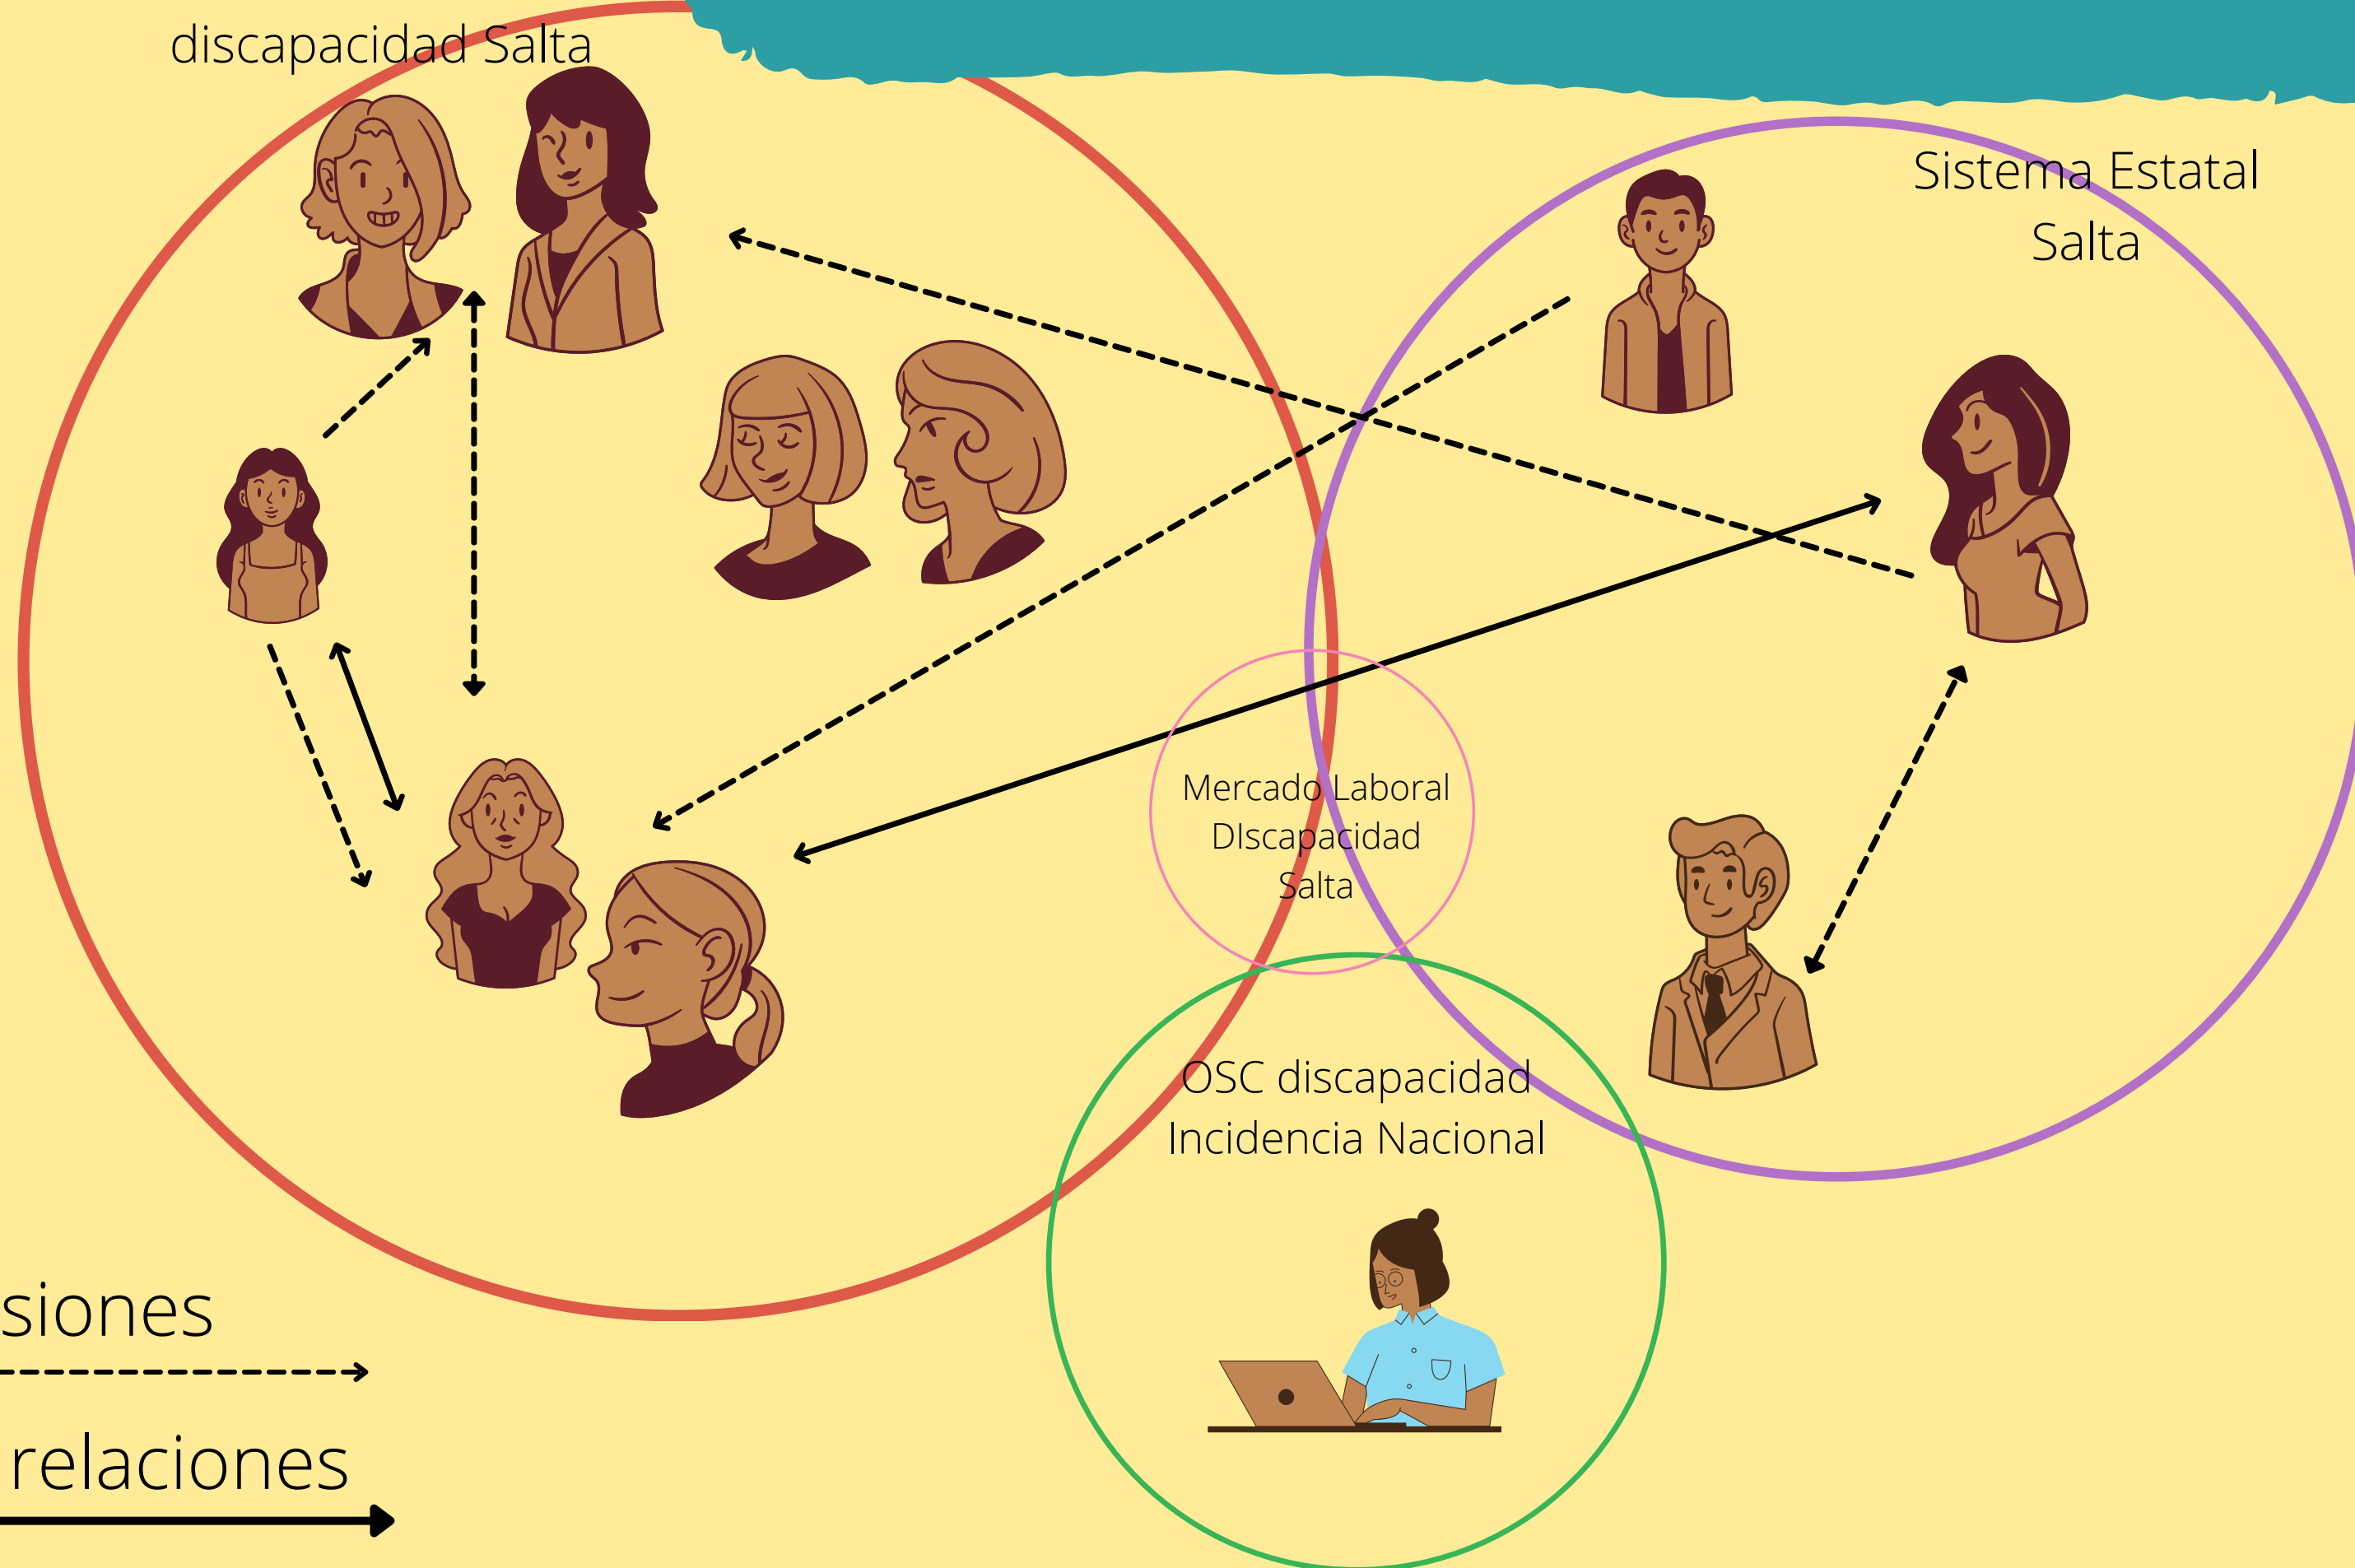 discapacidad Salta
Sistema Estatal
Salta
Mercado Laboral
DIscapacidad
Salta
OSC discapacidad
Incidencia Nacional
siones
relaciones